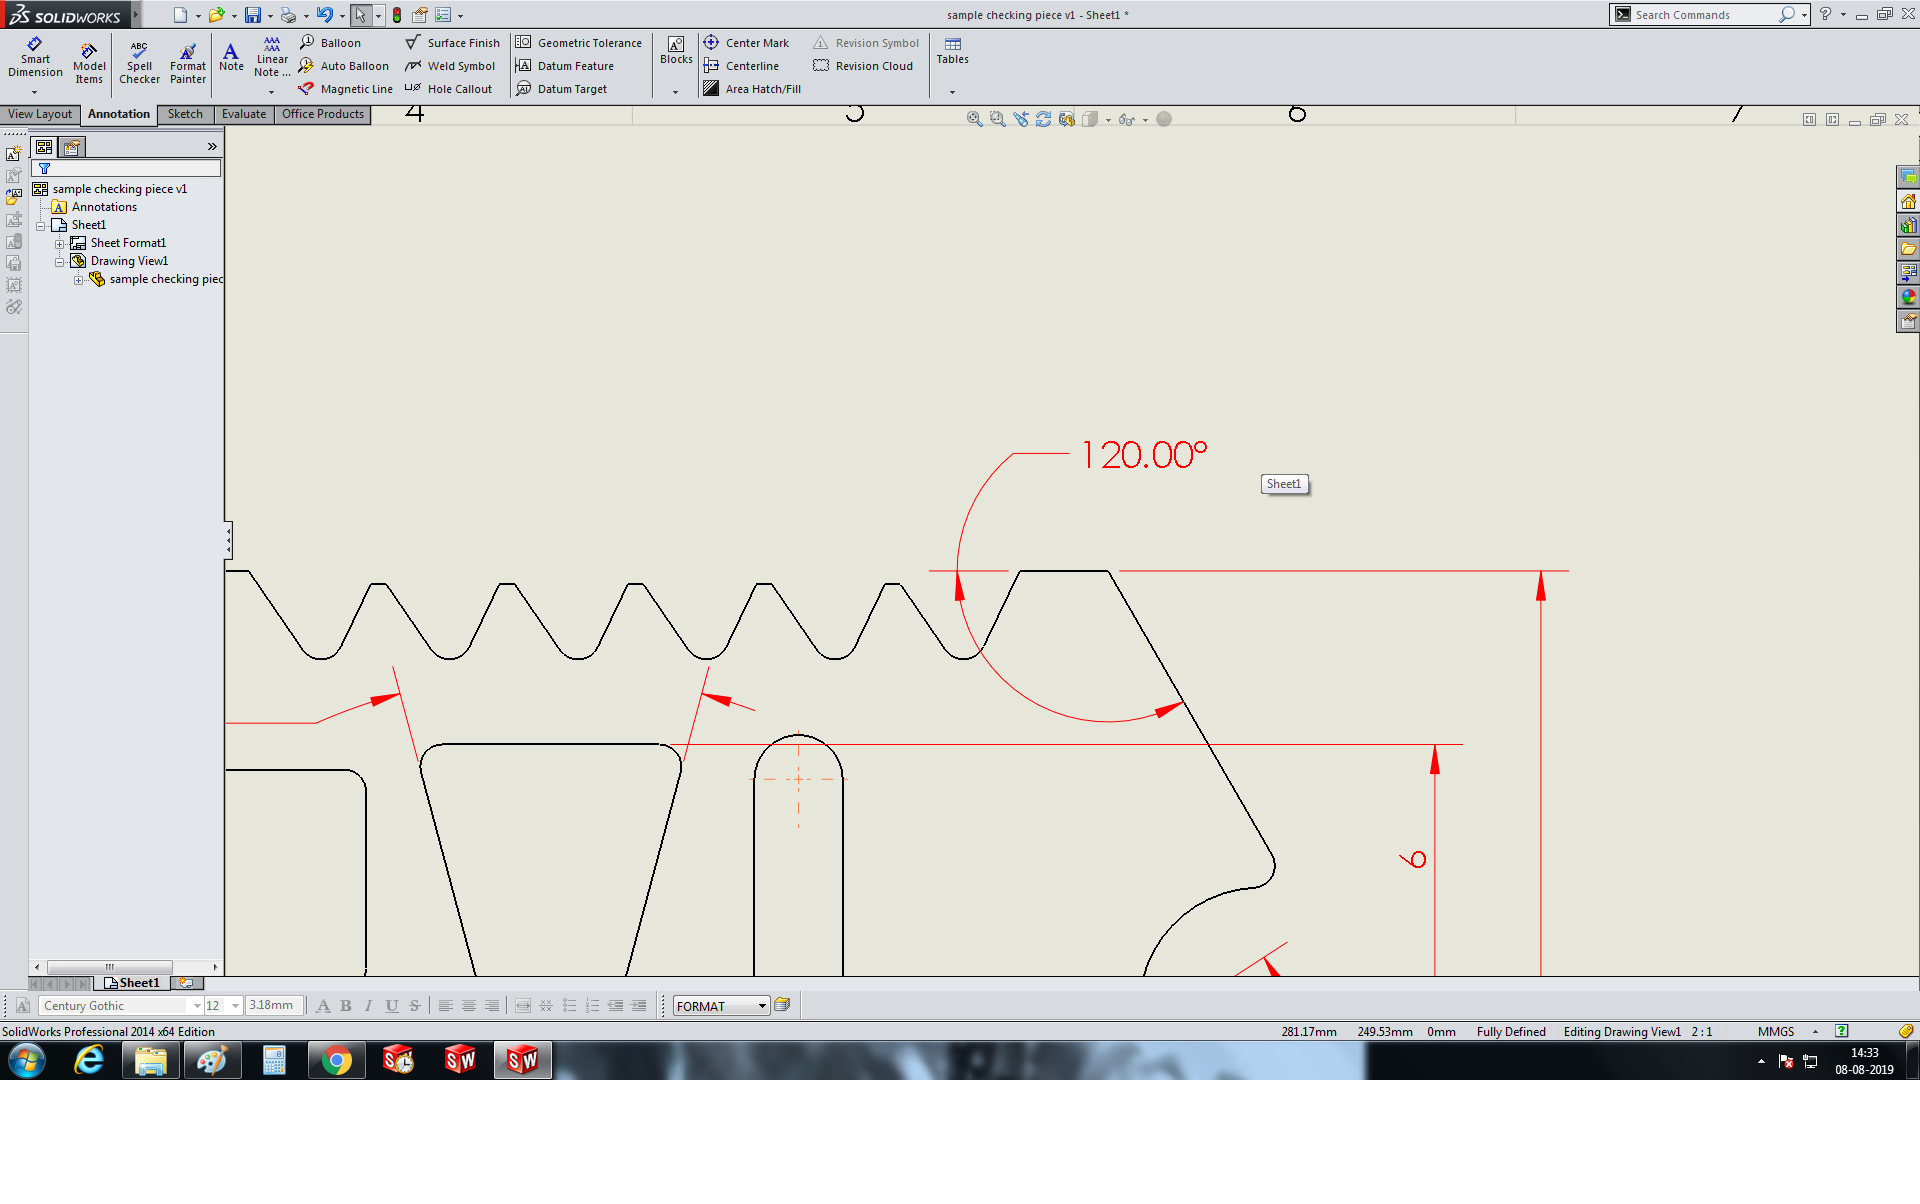 SOLIDWORKS
sample checking piece v1 - Sheet1 *
Search Commands
Smart Dimension
Model Items
ABC
Spell Checker
Format Painter
Note
Linear Note ...
Balloon
Auto Balloon
Magnetic Line
Surface Finish
Weld Symbol
Hole Callout
Geometric Tolerance
Datum Feature
Datum Target
Blocks
Center Mark
Centerline
Area Hatch/Fill
Revision Symbol
Revision Cloud
Tables
View Layout
Annotation
Sketch
Evaluate
Office Products
4
6
sample checking piece v1
Annotations
Sheet1
Sheet Format1
Drawing View1
sample checking piec
120.00°
Sheet1
6
Sheet1
Century Gothic
12
3.18mm
A B I U S
FORMAT
SolidWorks Professional 2014 x64 Edition
281.17mm 249.53mm 0mm Fully Defined Editing Drawing View1 2 : 1 MMGS
14:33
08-08-2019